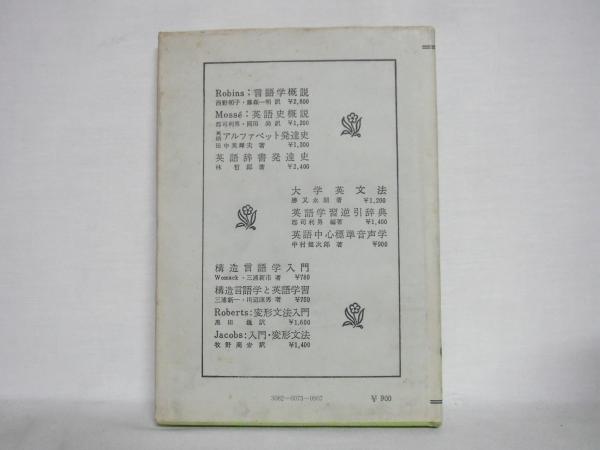 Robins：言語学概説
西野和子・藤森一明 訳 ￥2,800
Mossé：英語史概説
郡司利男・岡田 尚 訳 ￥1,200
英語アルファベット発達史
田中美輝夫 著 ￥1,300
英語辞書発達史
林 哲郎 著 ￥2,400
大学英文法
勝又永朗 著 ￥1,200
英語学習逆引辞典
郡司利男 編著 ￥1,400
英語中心標準音声学
中村健次郎 著 ￥900
構造言語学入門
Womack・三浦新市 著 ￥780
構造言語学と英語学習
三浦新一・川辺俊秀 著 ￥750
Roberts：変形文法入門
黒田 巍 訳 ￥1,600
Jacobs：入門・変形文法
牧野高吉 訳 ￥1,400
3082—0073—0907
￥900